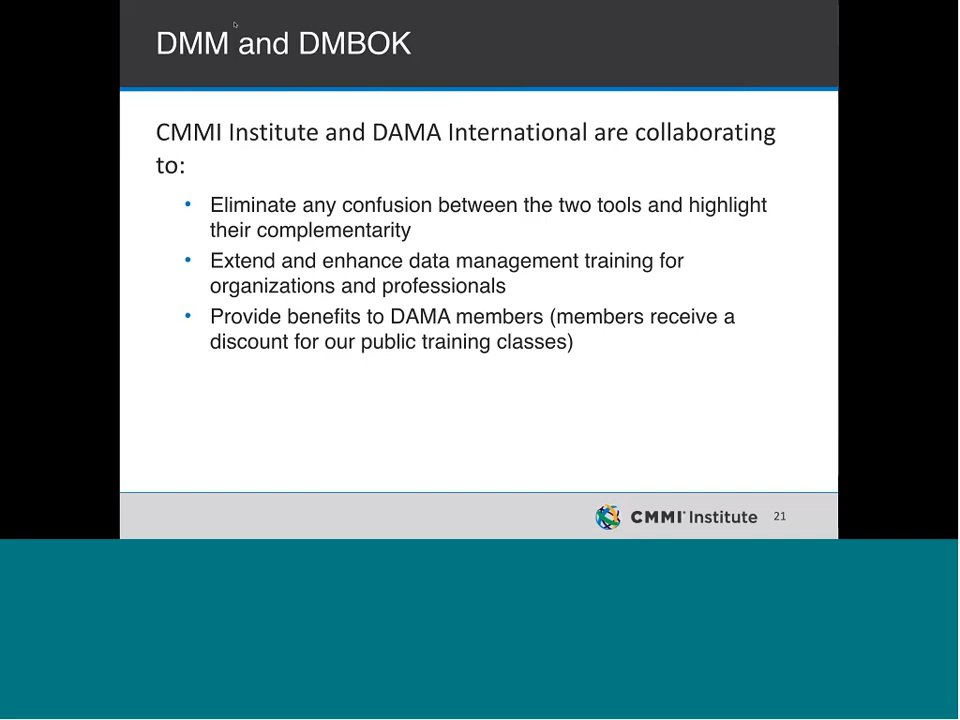 DMM and DMBOK
CMMI Institute and DAMA International are collaborating
to:
• Eliminate any confusion between the two tools and highlight
their complementarity
• Extend and enhance data management training for
organizations and professionals
• Provide benefits to DAMA members (members receive a
discount for our public training classes)
CMMI® Institute 21